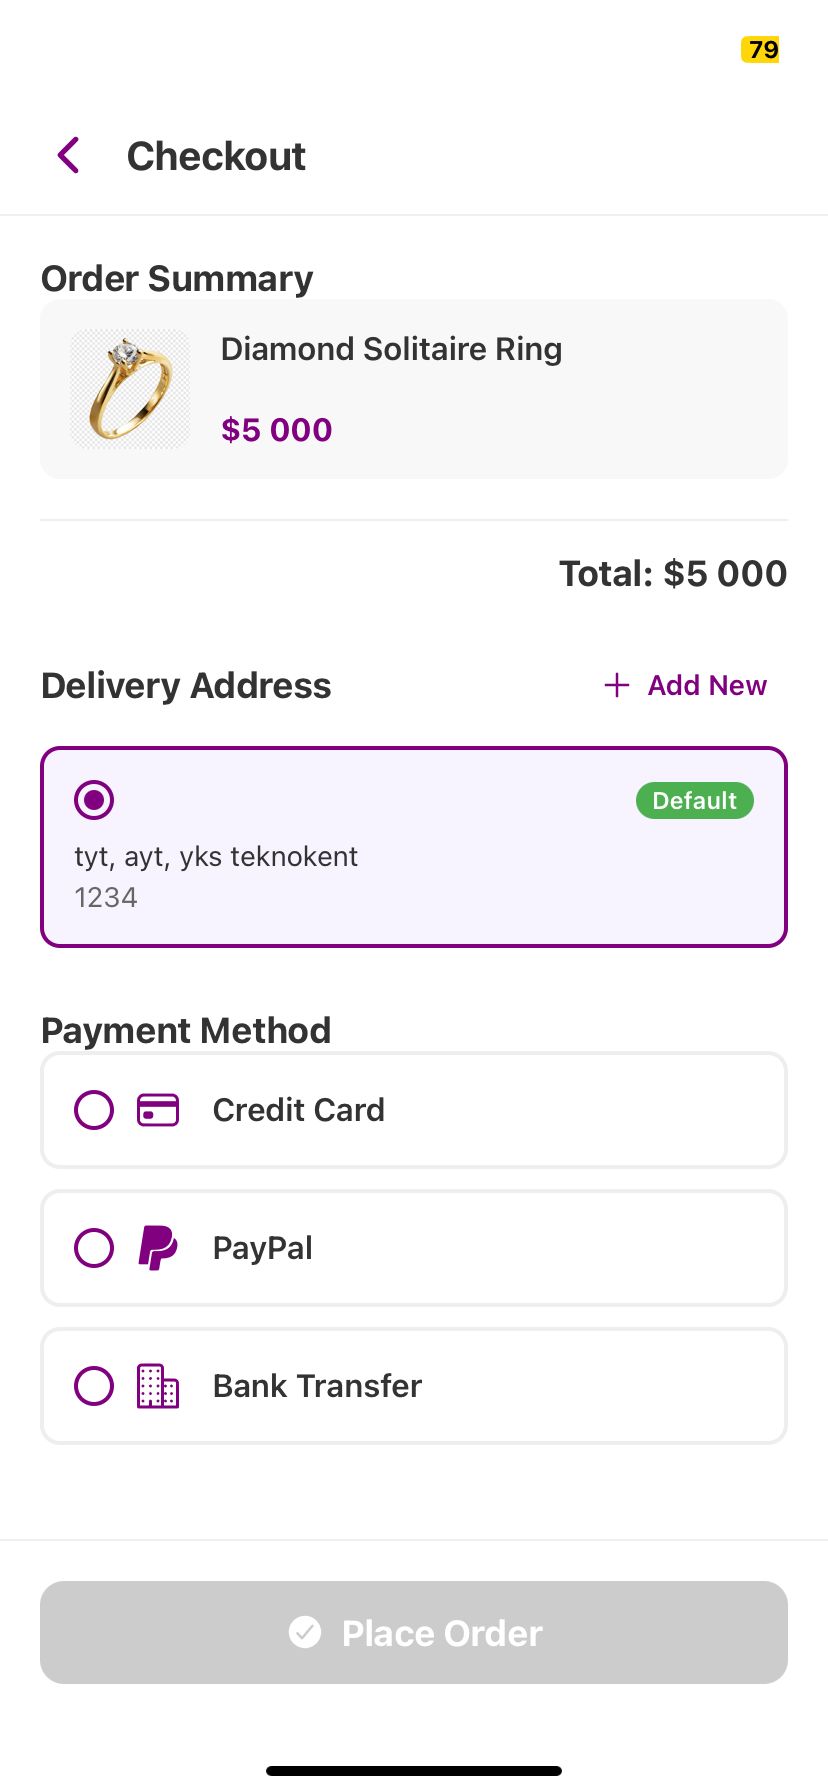 79
Checkout
Order Summary
Diamond Solitaire Ring
$5 000
Total: $5 000
Delivery Address
Add New
Default
tyt, ayt, yks teknokent
1234
Payment Method
Credit Card
PayPal
Bank Transfer
Place Order